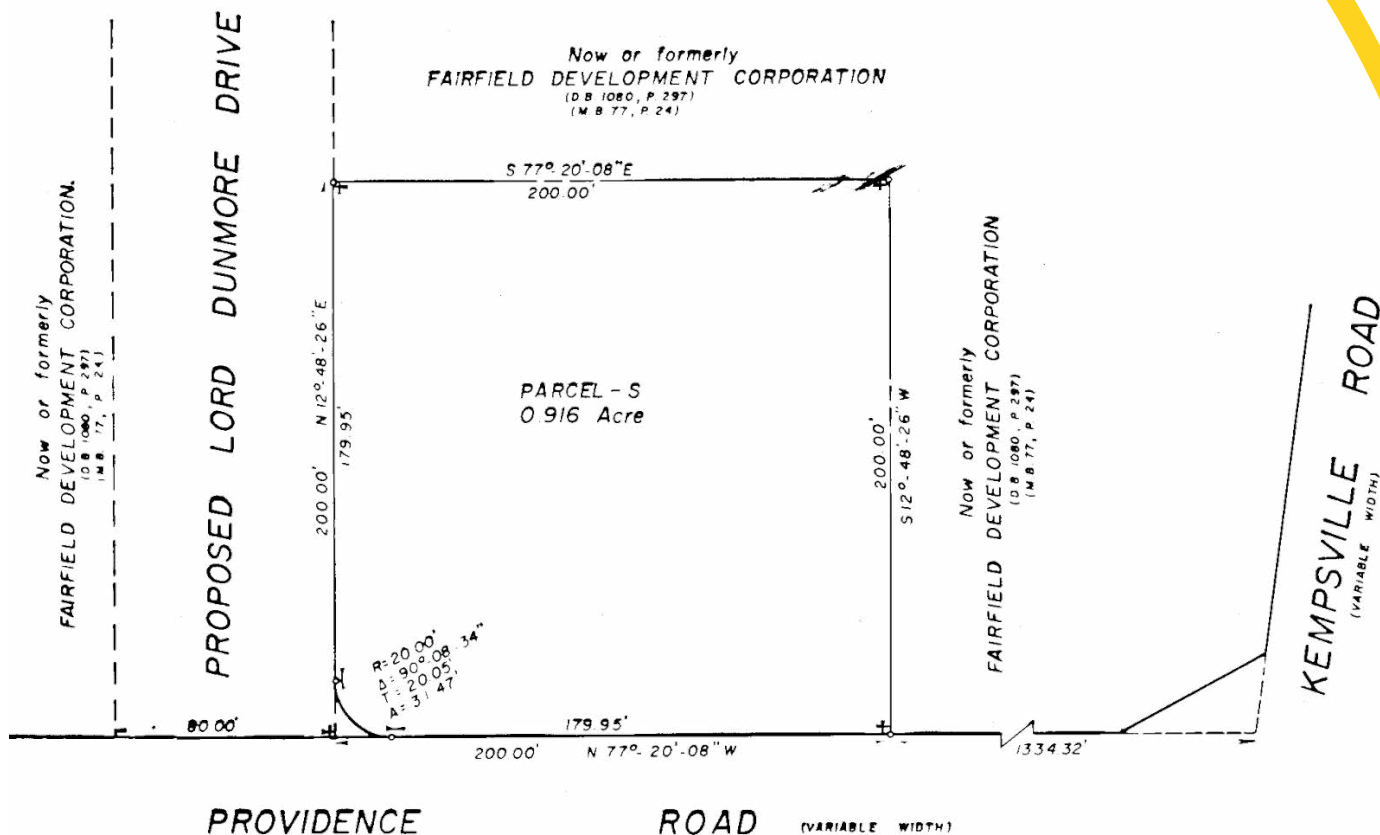 Now or formerly
FAIRFIELD DEVELOPMENT CORPORATION
(D B 1080, P. 297)
(M B 77, P. 24)
Now or formerly
FAIRFIELD DEVELOPMENT CORPORATION.
(D B 1080, P 297)
(M.B. 77, P 24)
PROPOSED LORD DUNMORE DRIVE
S 77°-20'-08"E
200.00'
N 12°-48'-26"E
179.95'
200.00'
PARCEL-S
0.916 Acre
200.00'
S12°-48'-26"W
Now or formerly
FAIRFIELD DEVELOPMENT CORPORATION
(D B 1080, P 297)
(M B 77, P 24)
KEMPSVILLE ROAD
(VARIABLE WIDTH)
R=20.00'
Δ=90°-08'-34"
T=20.05'
A=31.47'
80.00'
179.95'
200.00' N 77°-20'-08"W
1334.32'
PROVIDENCE ROAD (VARIABLE WIDTH)